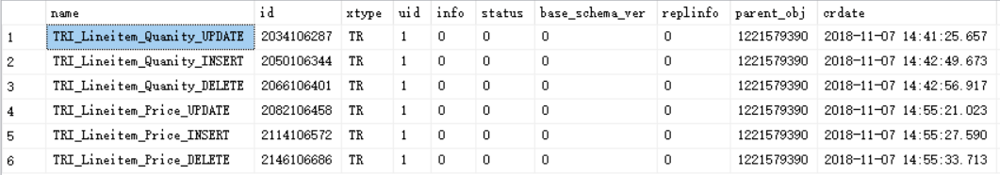 name id xtype uid info status base_schema_ver replinfo parent_obj crdate
1 TRI_Lineitem_Quanity_UPDATE 2034106287 TR 1 0 0 0 0 1221579390 2018-11-07 14:41:25.657
2 TRI_Lineitem_Quanity_INSERT 2050106344 TR 1 0 0 0 0 1221579390 2018-11-07 14:42:49.673
3 TRI_Lineitem_Quanity_DELETE 2066106401 TR 1 0 0 0 0 1221579390 2018-11-07 14:42:56.917
4 TRI_Lineitem_Price_UPDATE 2082106458 TR 1 0 0 0 0 1221579390 2018-11-07 14:55:21.023
5 TRI_Lineitem_Price_INSERT 2114106572 TR 1 0 0 0 0 1221579390 2018-11-07 14:55:27.590
6 TRI_Lineitem_Price_DELETE 2146106686 TR 1 0 0 0 0 1221579390 2018-11-07 14:55:33.713